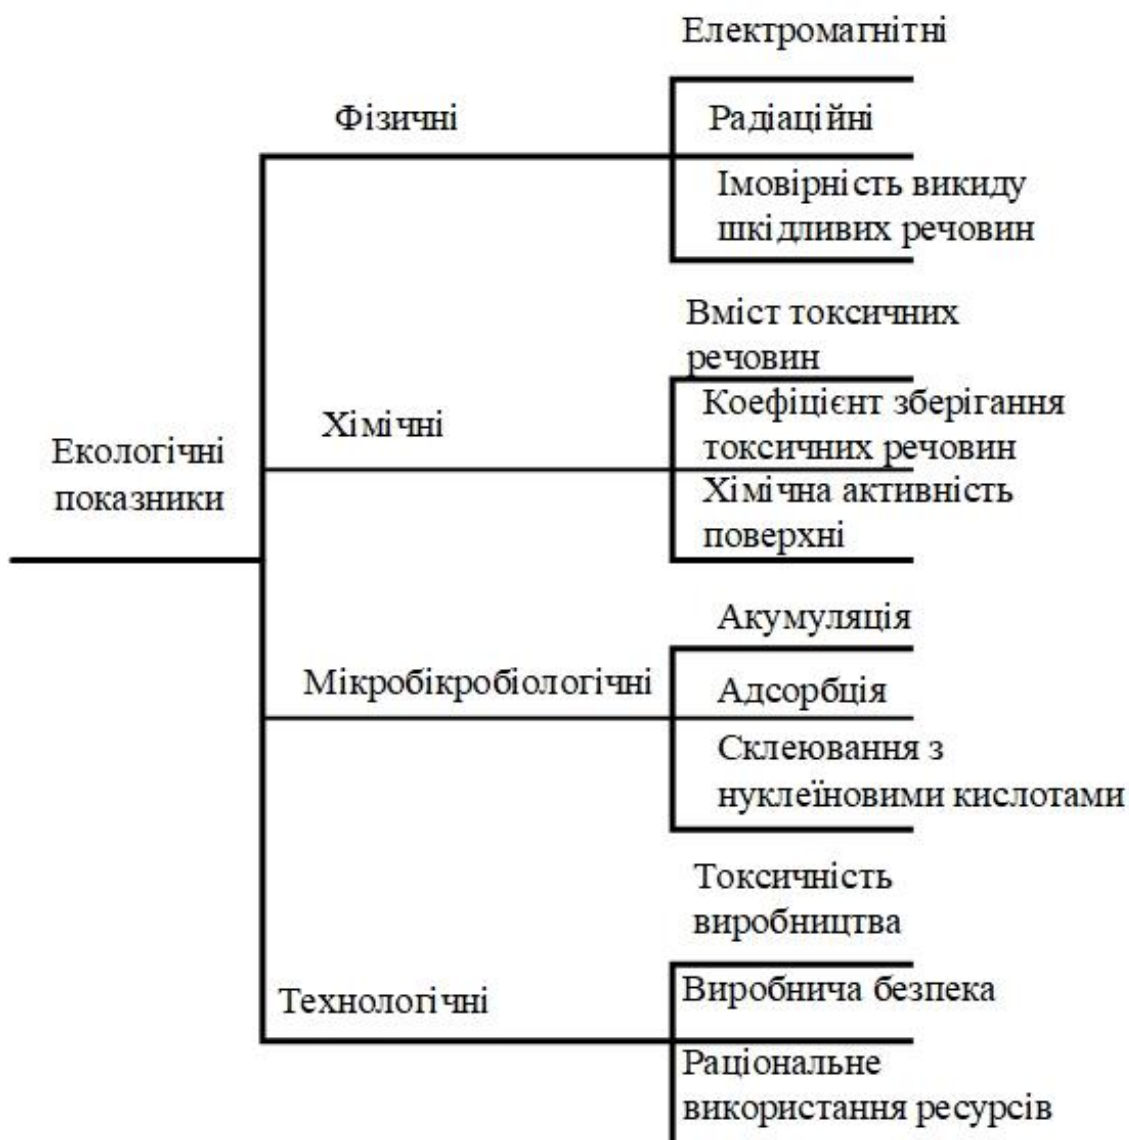 Електромагнітні
Фізичні
Радіаційні
Імовірність викиду
шкідливих речовин
Вміст токсичних
речовин
Хімічні
Коефіцієнт зберігання
токсичних речовин
Екологічні
показники
Хімічна активність
поверхні
Акумуляція
Мікробікробіологічні
Адсорбція
Склеювання з
нуклеїновими кислотами
Токсичність
виробництва
Технологічні
Виробнича безпека
Раціональне
використання ресурсів